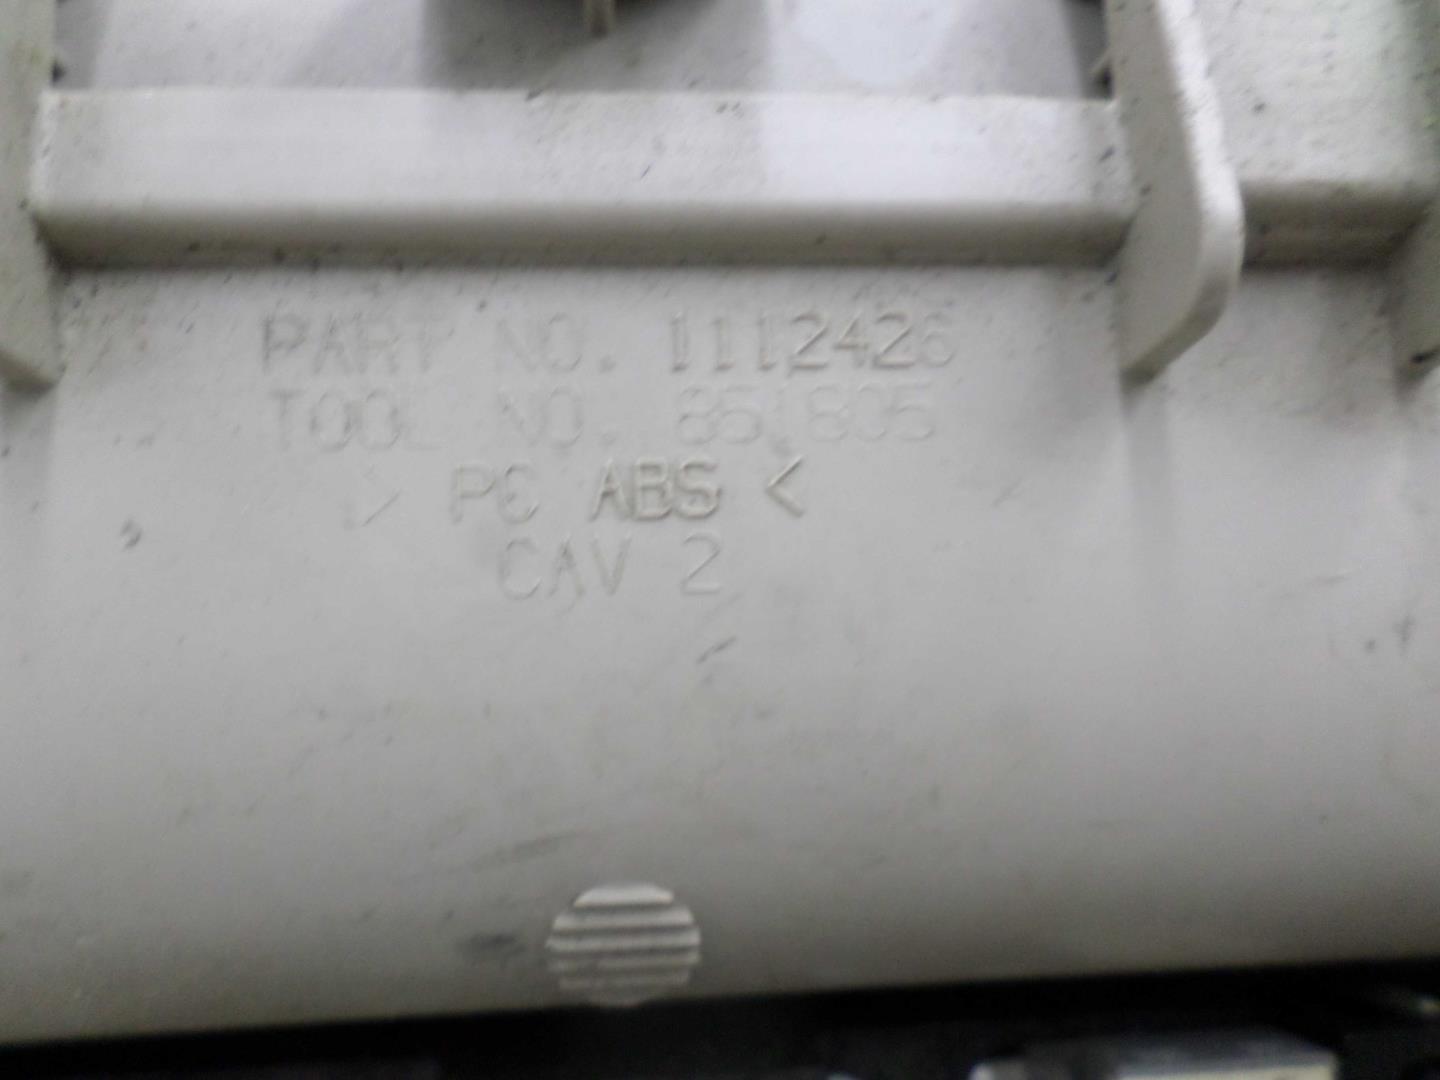 PART NO. 1112426
TOOL NO. 851805
> PC ABS <
CAV 2